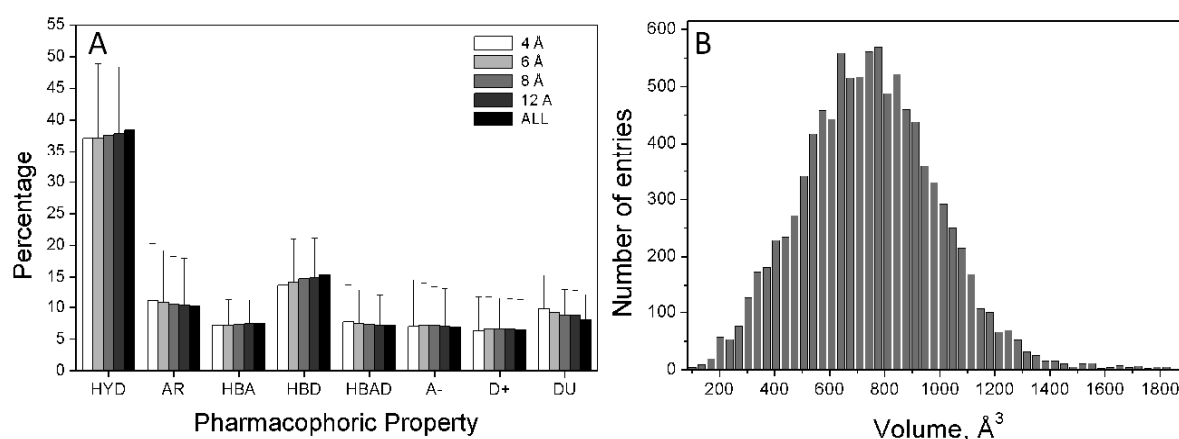 A
55
50
45
40
35
30
25
20
15
10
5
0
Percentage
4 Å
6 Å
8 Å
12 A
ALL
HYD AR HBA HBD HBAD A- D+ DU
Pharmacophoric Property
B
600
500
400
300
200
100
0
Number of entries
200 400 600 800 1000 1200 1400 1600 1800
Volume, Å³